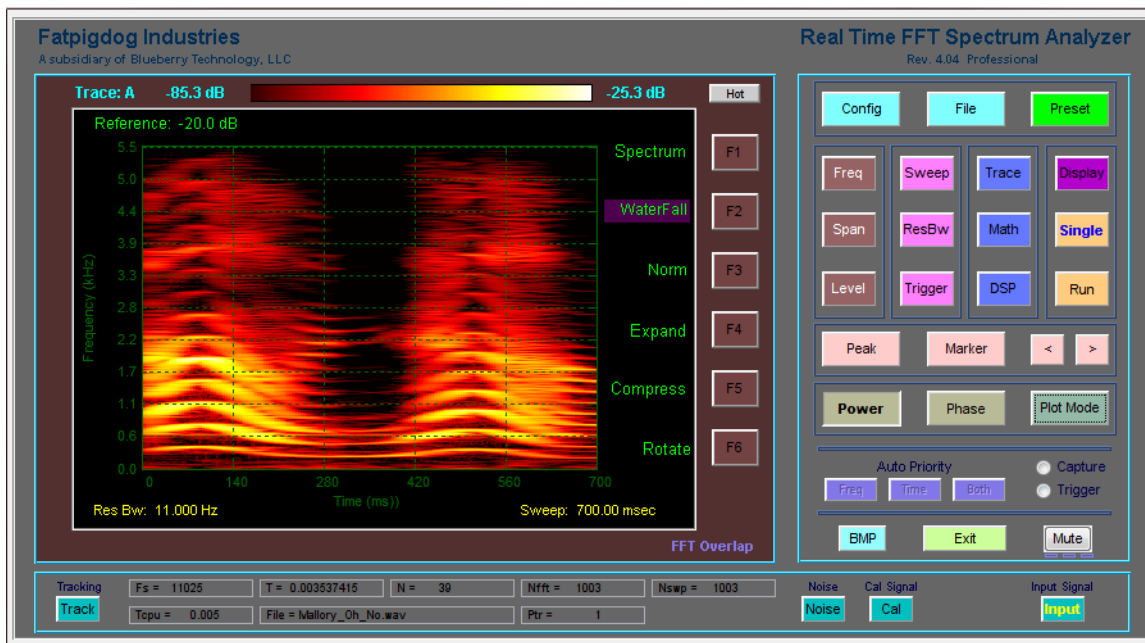 Fatpigdog Industries
A subsidiary of Blueberry Technology, LLC
Real Time FFT Spectrum Analyzer
Rev. 4.04 Professional
Trace: A -85.3 dB -25.3 dB Hot
Reference: -20.0 dB
5.5
5.0
4.4
3.9
3.3
2.8
2.2
1.7
1.1
0.6
0.0
Frequency (kHz)
0 140 280 420 560 700
Time (ms))
Res Bw: 11.000 Hz Sweep: 700.00 msec
Spectrum F1
WaterFall F2
Norm F3
Expand F4
Compress F5
Rotate F6
FFT Overlap
Config File Preset
Freq Sweep Trace Display
Span ResBw Math Single
Level Trigger DSP Run
Peak Marker < >
Power Phase Plot Mode
Auto Priority
Freq Time Both
Capture
Trigger
BMP Exit Mute
Tracking
Track
Fs = 11025 T = 0.003537415 N = 39 Nfft = 1003 Nswp = 1003
Tcpu = 0.005 File = Mallory_Oh_No.wav Ptr = 1
Noise Cal Signal Input Signal
Noise Cal Input